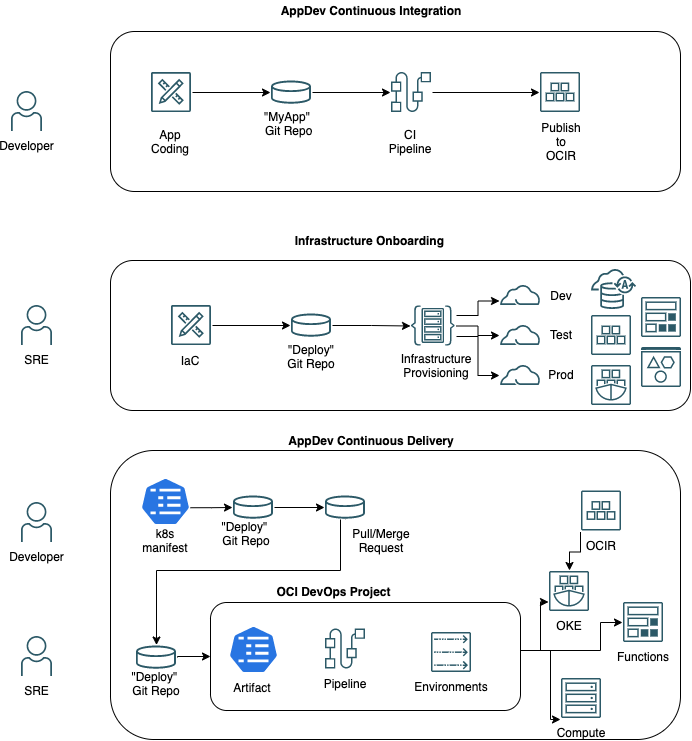 AppDev Continuous Integration
Developer
App
Coding
"MyApp"
Git Repo
CI
Pipeline
Publish
to
OCIR
Infrastructure Onboarding
SRE
IaC
"Deploy"
Git Repo
Infrastructure
Provisioning
Dev
Test
Prod
A
AppDev Continuous Delivery
Developer
k8s
manifest
"Deploy"
Git Repo
Pull/Merge
Request
OCIR
OKE
Functions
Compute
SRE
"Deploy"
Git Repo
OCI DevOps Project
Artifact
Pipeline
Environments